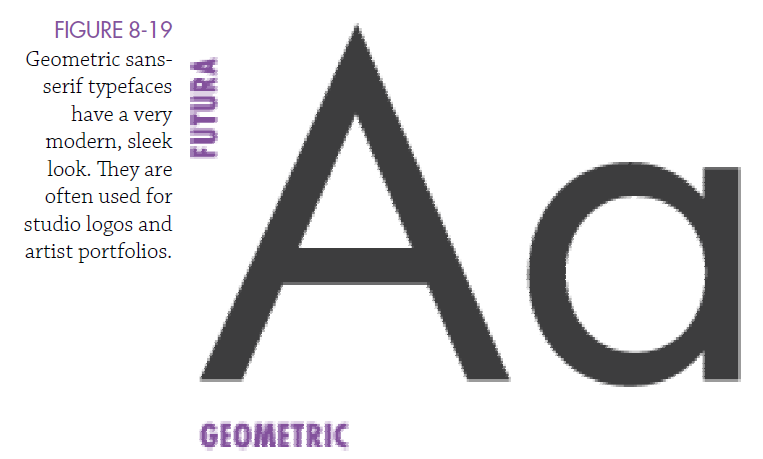 FIGURE 8-19
Geometric sans-
serif typefaces
have a very
modern, sleek
look. They are
often used for
studio logos and
artist portfolios.
FUTURA
Aa
GEOMETRIC